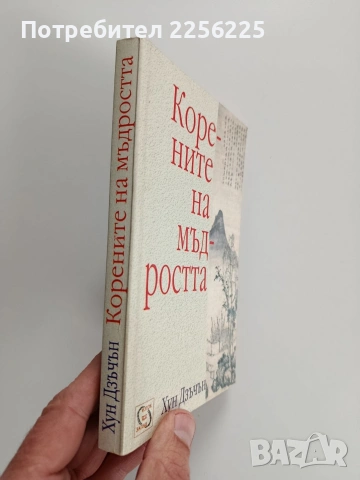 Потребител 2256225
Коре-
ните
на
мъд-
ростта
Хун Дзъчън
Хун Дзъчън Корените на мъдростта
BAZAR